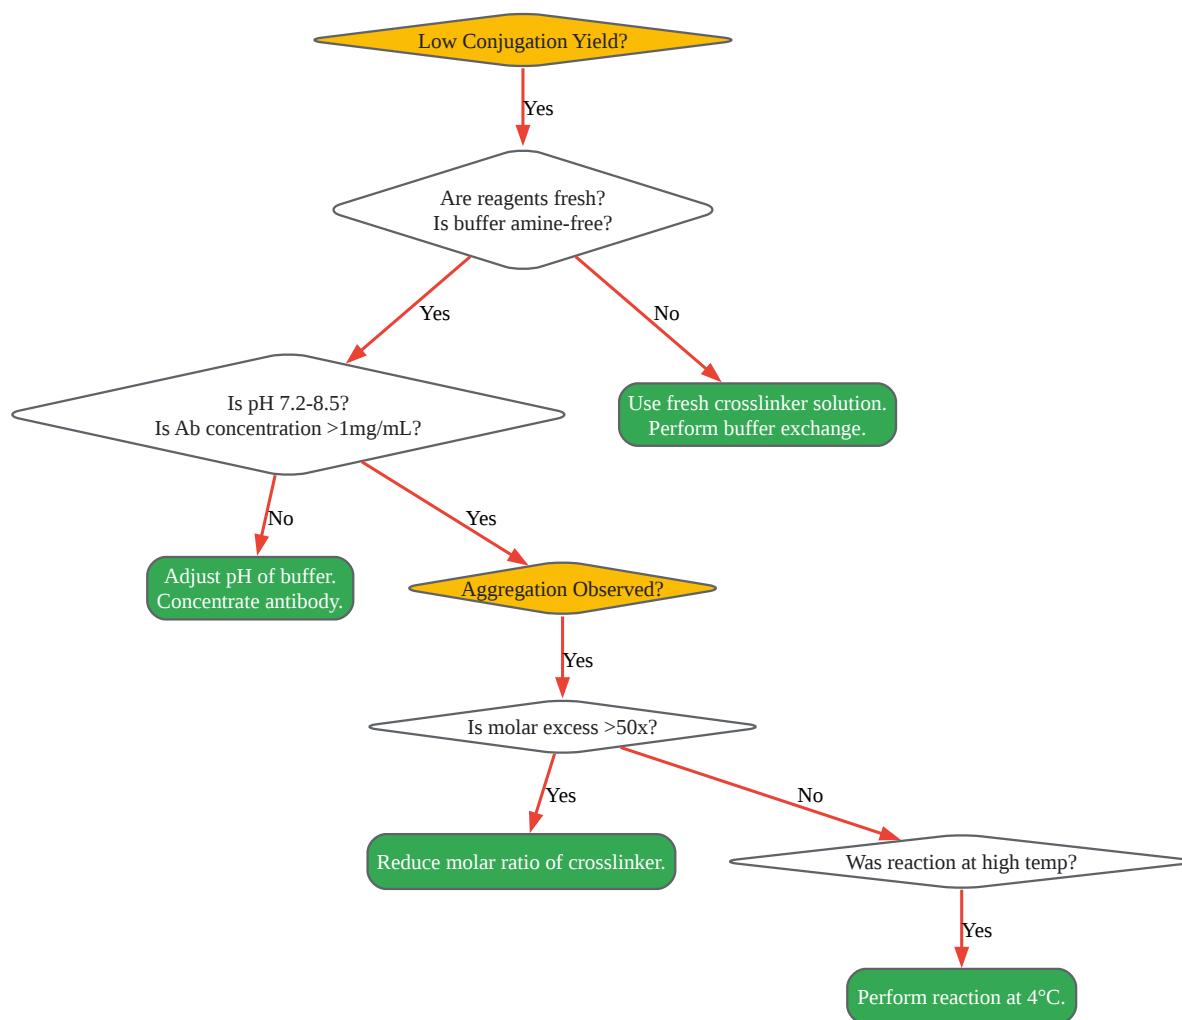 Low Conjugation Yield?
Yes
Are reagents fresh?
Is buffer amine-free?
Yes
No
Is pH 7.2-8.5?
Is Ab concentration >1mg/mL?
Use fresh crosslinker solution.
Perform buffer exchange.
No
Yes
Adjust pH of buffer.
Concentrate antibody.
Aggregation Observed?
Yes
Is molar excess >50x?
Yes
No
Reduce molar ratio of crosslinker.
Was reaction at high temp?
Yes
Perform reaction at 4°C.